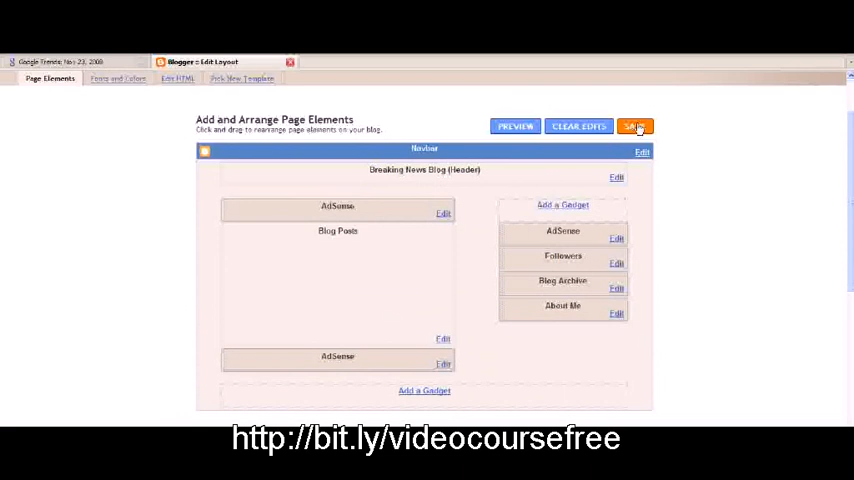 Google Trends: Nov 23, 2009
Blogger :: Edit Layout
Page Elements Fonts and Colors Edit HTML Pick New Template
Add and Arrange Page Elements
Click and drag to rearrange page elements on your blog.
PREVIEW CLEAR EDITS SAVE
Navbar
Edit
Breaking News Blog (Header)
Edit
AdSense
Edit
Blog Posts
Edit
AdSense
Edit
Add a Gadget
AdSense
Edit
Followers
Edit
Blog Archive
Edit
About Me
Edit
Add a Gadget
http://bit.ly/videocoursefree